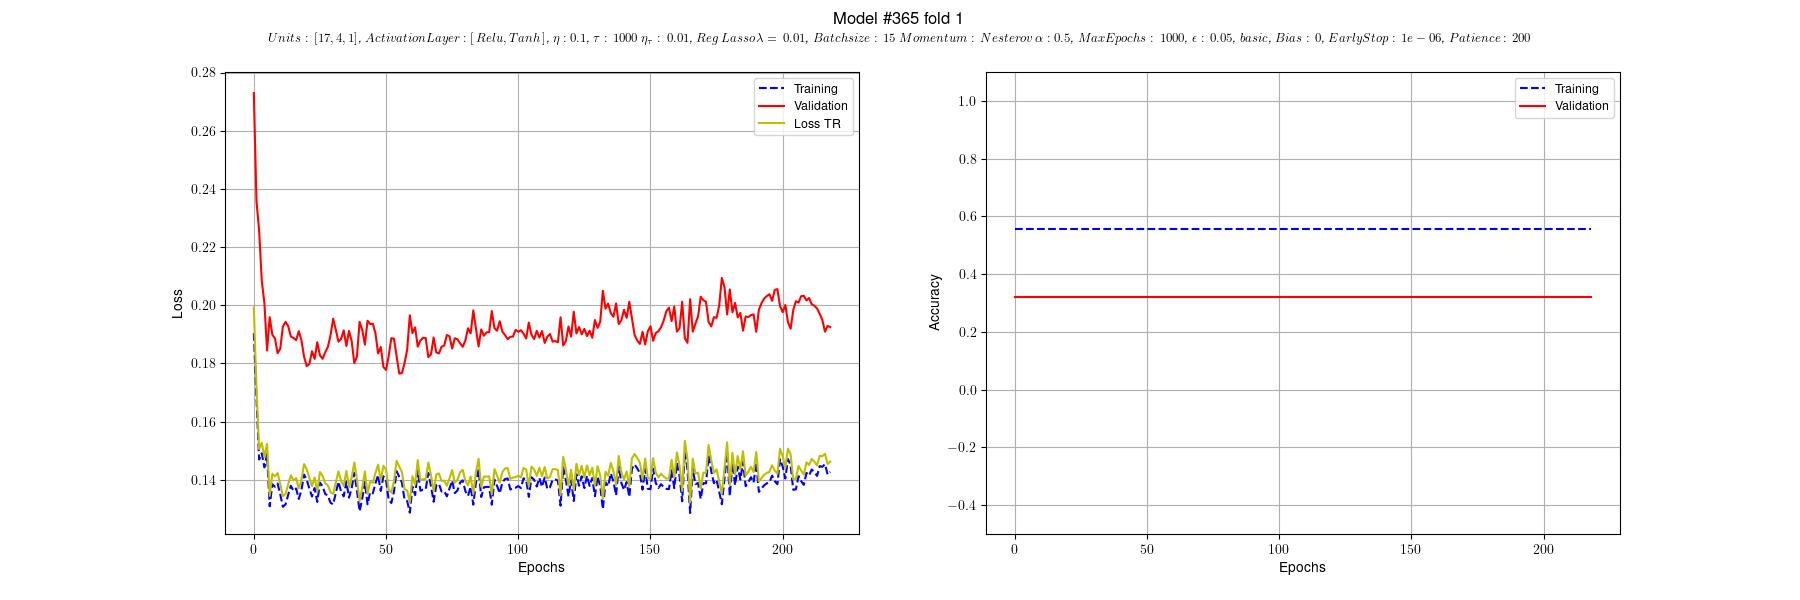 Model #365 fold 1
Units : [17, 4, 1], ActivationLayer : [ Relu, Tanh ], η : 0.1, τ : 1000 ητ : 0.01, Reg Lasso λ = 0.01, Batchsize : 15 Momentum : Nesterov α : 0.5, MaxEpochs : 1000, ϵ : 0.05, basic, Bias : 0, EarlyStop : 1e − 06, Patience : 200
0.28
0.26
0.24
0.22
0.20
0.18
0.16
0.14
Loss
0
50
100
150
200
Epochs
Training
Validation
Loss TR
1.0
0.8
0.6
0.4
0.2
0.0
−0.2
−0.4
Accuracy
0
50
100
150
200
Epochs
Training
Validation